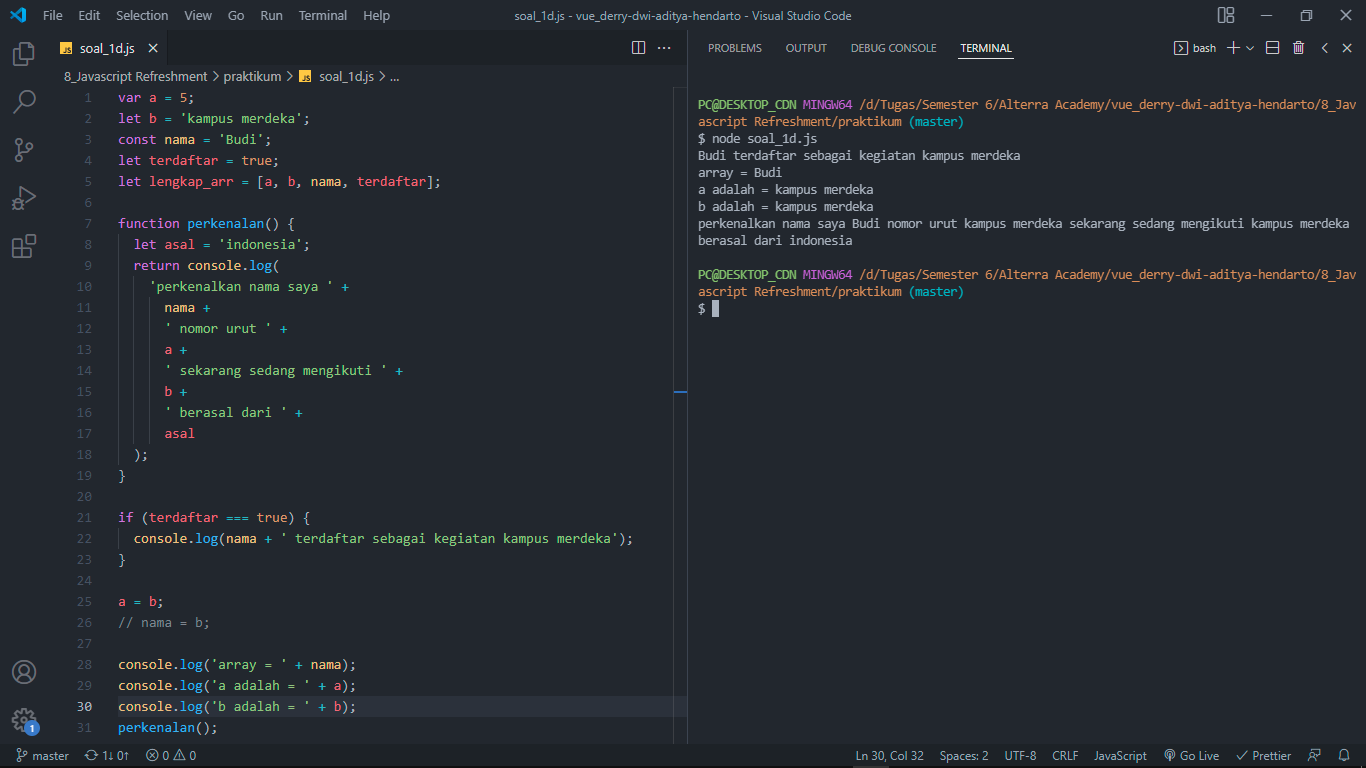 File Edit Selection View Go Run Terminal Help
soal_1d.js - vue_derry-dwi-aditya-hendarto - Visual Studio Code
JS soal_1d.js
8_Javascript Refreshment > praktikum > JS soal_1d.js > ...
1 var a = 5;
2 let b = 'kampus merdeka';
3 const nama = 'Budi';
4 let terdaftar = true;
5 let lengkap_arr = [a, b, nama, terdaftar];
6
7 function perkenalan() {
8 let asal = 'indonesia';
9 return console.log(
10 'perkenalkan nama saya ' +
11 nama +
12 ' nomor urut ' +
13 a +
14 ' sekarang sedang mengikuti ' +
15 b +
16 ' berasal dari ' +
17 asal
18 );
19 }
20
21 if (terdaftar === true) {
22 console.log(nama + ' terdaftar sebagai kegiatan kampus merdeka');
23 }
24
25 a = b;
26 // nama = b;
27
28 console.log('array = ' + nama);
29 console.log('a adalah = ' + a);
30 console.log('b adalah = ' + b);
31 perkenalan();
PROBLEMS OUTPUT DEBUG CONSOLE TERMINAL
bash
PC@DESKTOP_CDN MINGW64 /d/Tugas/Semester 6/Alterra Academy/vue_derry-dwi-aditya-hendarto/8_Jav
ascript Refreshment/praktikum (master)
$ node soal_1d.js
Budi terdaftar sebagai kegiatan kampus merdeka
array = Budi
a adalah = kampus merdeka
b adalah = kampus merdeka
perkenalkan nama saya Budi nomor urut kampus merdeka sekarang sedang mengikuti kampus merdeka
berasal dari indonesia
PC@DESKTOP_CDN MINGW64 /d/Tugas/Semester 6/Alterra Academy/vue_derry-dwi-aditya-hendarto/8_Jav
ascript Refreshment/praktikum (master)
$
1
master 1↓ 0↑ 0 0
Ln 30, Col 32 Spaces: 2 UTF-8 CRLF JavaScript Go Live Prettier